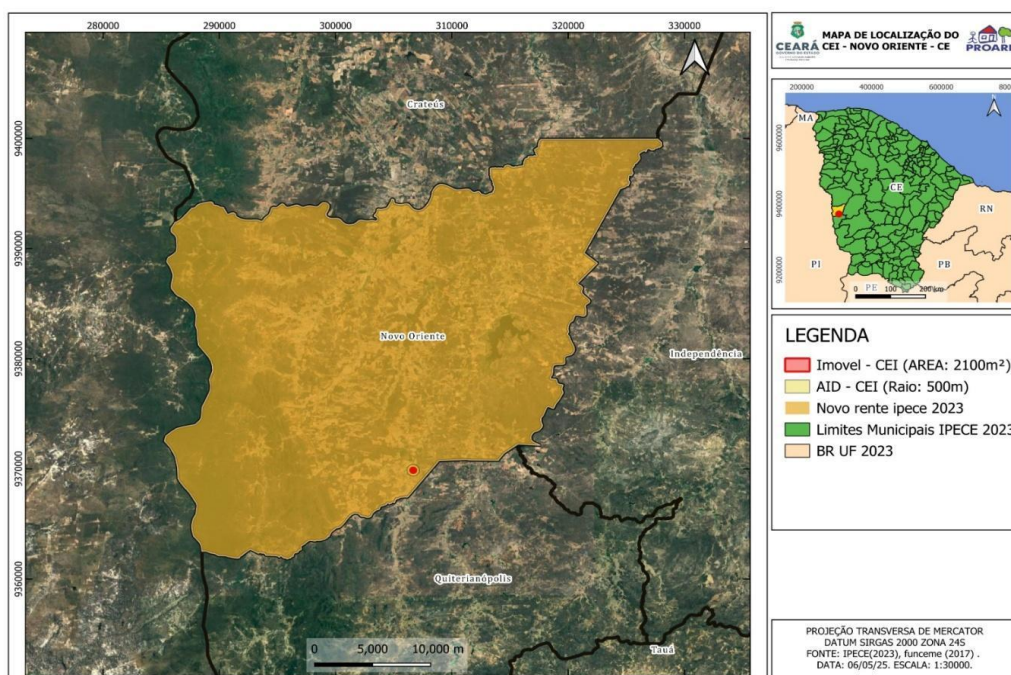 280000 290000 300000 310000 320000 330000
9400000
9390000
9380000
9370000
9360000
Crateús
Novo Oriente
Independência
Quiterianópolis
Tauá
0 5,000 10,000 m
CEARÁ
GOVERNO DO ESTADO
MAPA DE LOCALIZAÇÃO DO
CEI - NOVO ORIENTE - CE
PROARE
200000 400000 600000 800
9600000
9400000
9200000
N
MA
CE
RN
PI
PB
PE
0 100 200 km
LEGENDA
Imovel - CEI (AREA: 2100m²)
AID - CEI (Raio: 500m)
Novo rente ipece 2023
Limites Municipais IPECE 2023
BR UF 2023
PROJEÇÃO TRANSVERSA DE MERCATOR
DATUM SIRGAS 2000 ZONA 24S
FONTE: IPECE(2023), funceme (2017) .
DATA: 06/05/25. ESCALA: 1:30000.